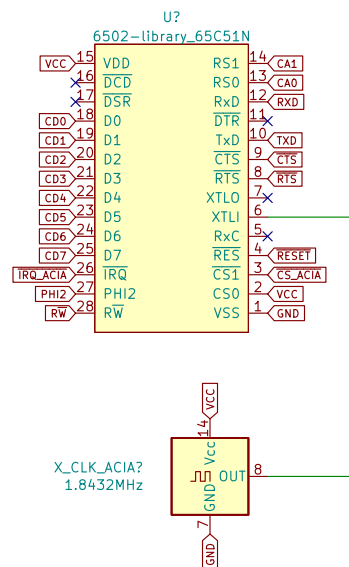 U?
6502-library_65C51N
VCC 15 VDD RS1 14 CA1
16 DCD RS0 13 CA0
17 DSR RxD 12 RXD
CD0 18 D0 DTR 11
CD1 19 D1 TxD 10 TXD
CD2 20 D2 CTS 9 CTS
CD3 21 D3 RTS 8 RTS
CD4 22 D4 XTLO 7
CD5 23 D5 XTLI 6
CD6 24 D6 RxC 5
CD7 25 D7 RES 4 RESET
IRQ_ACIA 26 IRQ CS1 3 CS_ACIA
PHI2 27 PHI2 CS0 2 VCC
RW 28 RW VSS 1 GND
VCC
14
Vcc
X_CLK_ACIA?
1.8432MHz
OUT 8
GND
7
GND